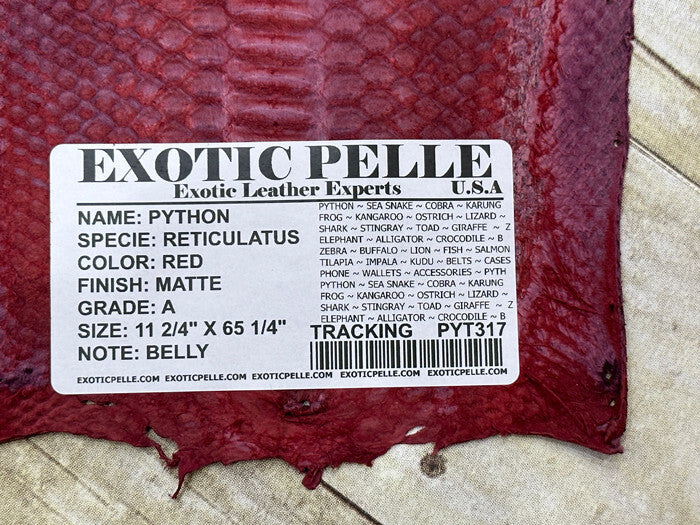 EXOTIC PELLE
Exotic Leather Experts U.S.A
NAME: PYTHON
SPECIE: RETICULATUS
COLOR: RED
FINISH: MATTE
GRADE: A
SIZE: 11 2/4" X 65 1/4"
NOTE: BELLY
PYTHON ~ SEA SNAKE ~ COBRA ~ KARUNG
FROG ~ KANGAROO ~ OSTRICH ~ LIZARD ~
SHARK ~ STINGRAY ~ TOAD ~ GIRAFFE ~ Z
ELEPHANT ~ ALLIGATOR ~ CROCODILE ~ B
ZEBRA ~ BUFFALO ~ LION ~ FISH ~ SALMON
TILAPIA ~ IMPALA ~ KUDU ~ BELTS ~ CASES
PHONE ~ WALLETS ~ ACCESSORIES ~ PYTH
PYTHON ~ SEA SNAKE ~ COBRA ~ KARUNG
FROG ~ KANGAROO ~ OSTRICH ~ LIZARD ~
SHARK ~ STINGRAY ~ TOAD ~ GIRAFFE ~ Z
ELEPHANT ~ ALLIGATOR ~ CROCODILE ~ B
TRACKING PYT317
EXOTICPELLE.COM EXOTICPELLE.COM EXOTICPELLE.COM EXOTICPELLE.COM EXOTICPELLE.COM